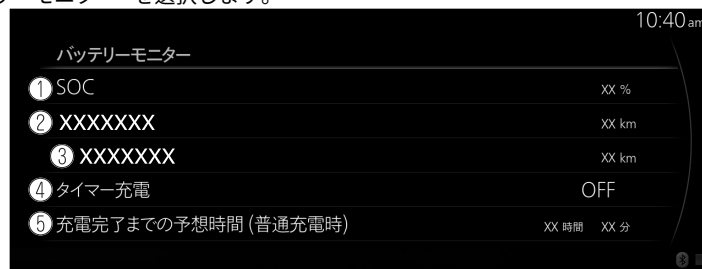 10:40 am
バッテリーモニター
① SOC XX %
② XXXXXXX XX km
③ XXXXXXX XX km
④ タイマー充電 OFF
⑤ 充電完了までの予想時間 (普通充電時) XX 時間 XX 分